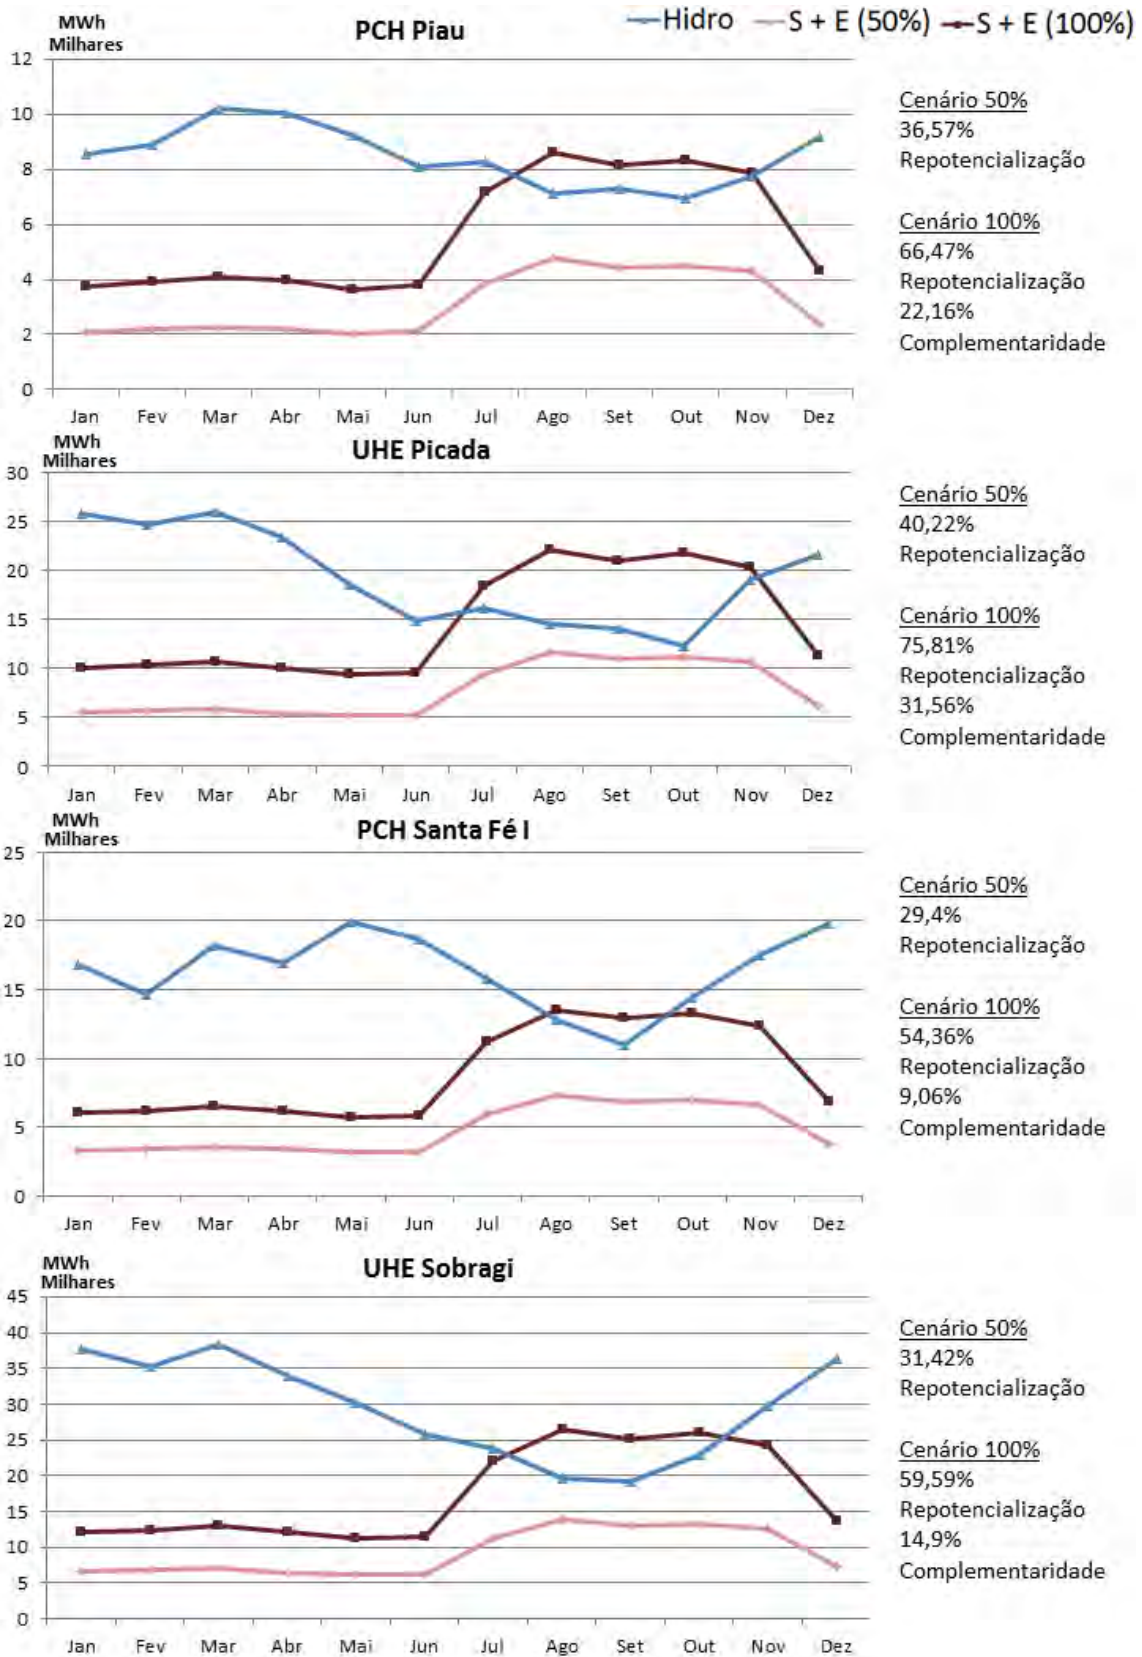 MWh
Milhares
PCH Piau
Hidro S + E (50%) S + E (100%)
12
10
8
6
4
2
0
Jan Fev Mar Abr Mai Jun Jul Ago Set Out Nov Dez
Cenário 50%
36,57%
Repotencialização
Cenário 100%
66,47%
Repotencialização
22,16%
Complementaridade
MWh
Milhares
UHE Picada
30
25
20
15
10
5
0
Jan Fev Mar Abr Mai Jun Jul Ago Set Out Nov Dez
Cenário 50%
40,22%
Repotencialização
Cenário 100%
75,81%
Repotencialização
31,56%
Complementaridade
MWh
Milhares
PCH Santa Fé I
25
20
15
10
5
0
Jan Fev Mar Abr Mai Jun Jul Ago Set Out Nov Dez
Cenário 50%
29,4%
Repotencialização
Cenário 100%
54,36%
Repotencialização
9,06%
Complementaridade
MWh
Milhares
UHE Sobragi
45
40
35
30
25
20
15
10
5
0
Jan Fev Mar Abr Mai Jun Jul Ago Set Out Nov Dez
Cenário 50%
31,42%
Repotencialização
Cenário 100%
59,59%
Repotencialização
14,9%
Complementaridade